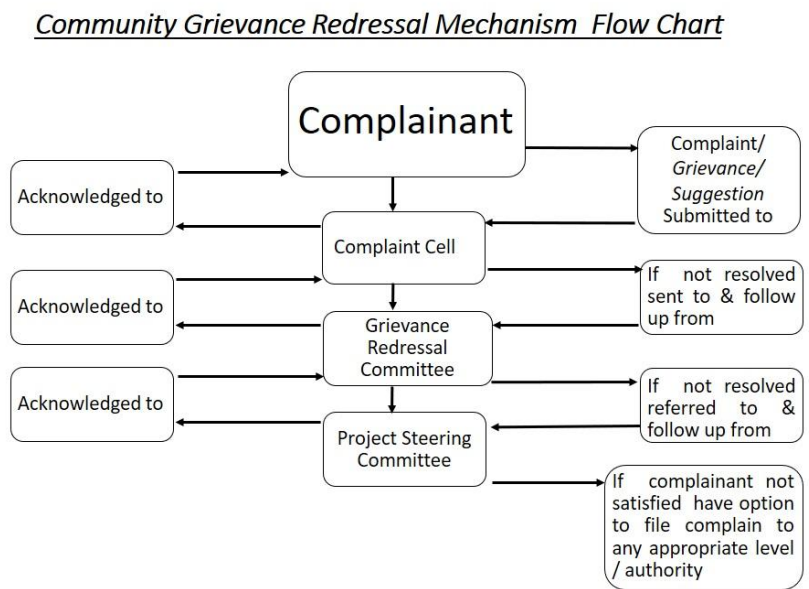 Community Grievance Redressal Mechanism Flow Chart
Complainant
Complaint/
Grievance/
Suggestion
Submitted to
Acknowledged to
Complaint Cell
If not resolved
sent to & follow
up from
Acknowledged to
Grievance
Redressal
Committee
If not resolved
referred to &
follow up from
Acknowledged to
Project Steering
Committee
If complainant not
satisfied have option
to file complain to
any appropriate level
/ authority